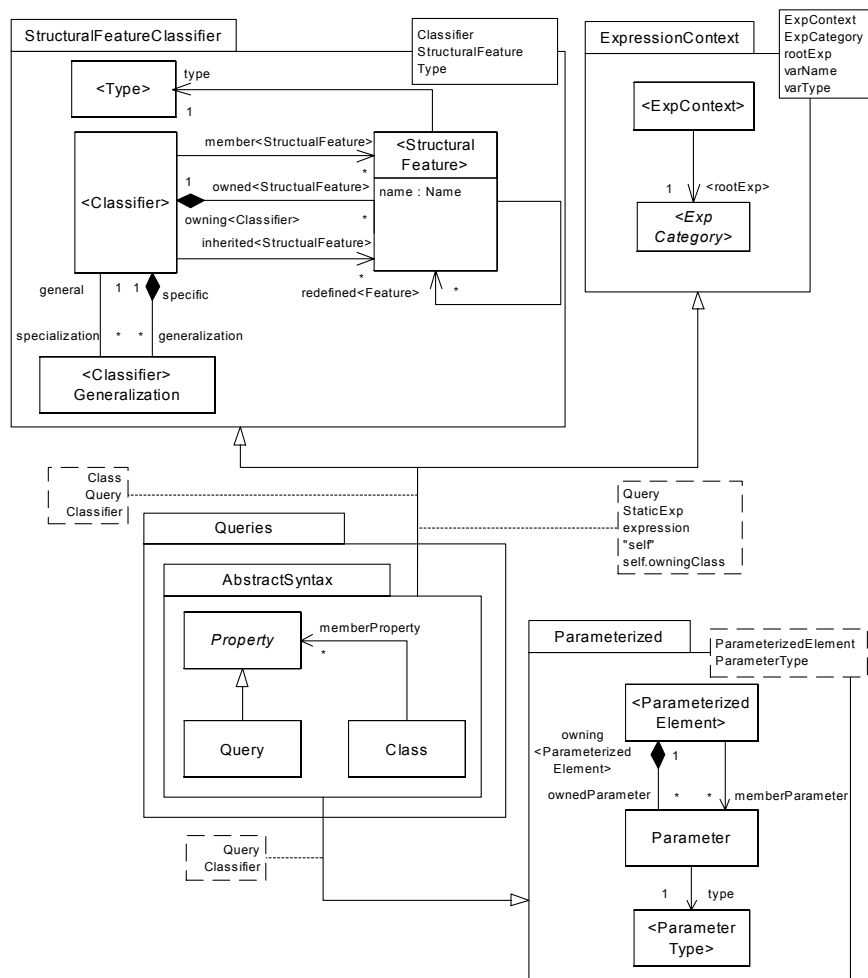 StructuralFeatureClassifier
Classifier
StructuralFeature
Type
<Type>
type
1
<Classifier>
member<StructualFeature>
*
1
owned<StructualFeature>
owning<Classifier>
*
inherited<StructualFeature>
*
<Structural
Feature>
name : Name
redefined<Feature>
*
general
1
1
specific
specialization
*
*
generalization
<Classifier>
Generalization
ExpressionContext
ExpContext
ExpCategory
rootExp
varName
varType
<ExpContext>
1
<rootExp>
<Exp
Category>
Class
Query
Classifier
Query
StaticExp
expression
"self"
self.owningClass
Queries
AbstractSyntax
Property
memberProperty
*
Query
Class
Query
Classifier
Parameterized
ParameterizedElement
ParameterType
<Parameterized
Element>
owning
<Parameterized
Element>
1
ownedParameter
*
*
memberParameter
Parameter
1
type
<Parameter
Type>